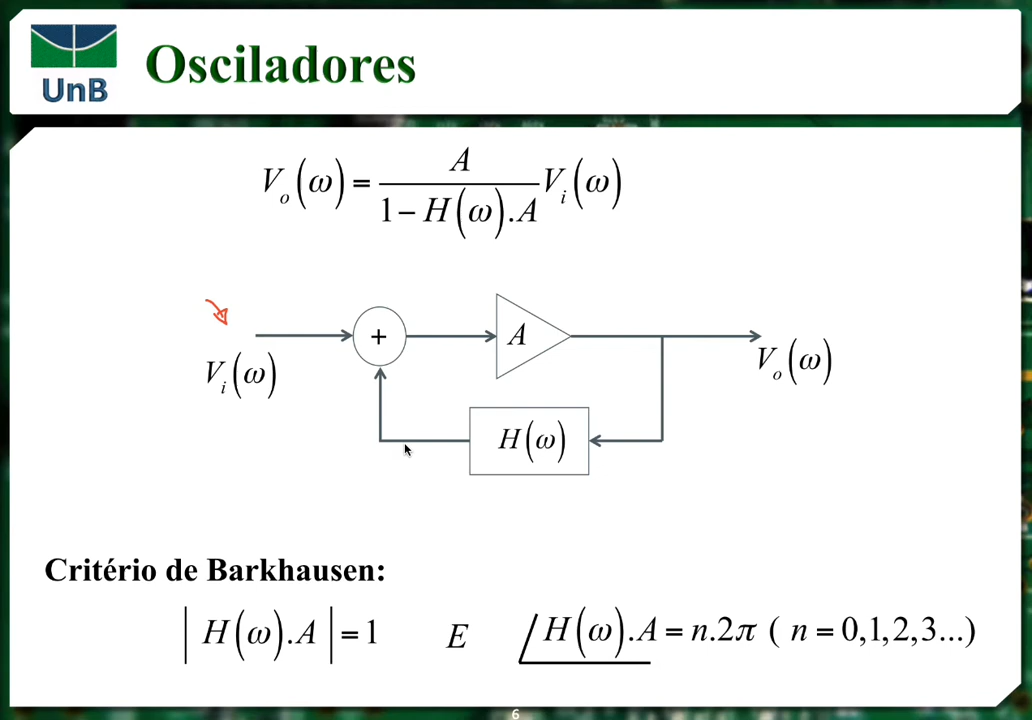 UnB
Osciladores
V_o(ω) = A / (1 − H(ω).A) V_i(ω)
+
A
V_i(ω)
V_o(ω)
H(ω)
Critério de Barkhausen:
|H(ω).A| = 1 E ∠H(ω).A = n.2π ( n = 0,1,2,3...)
6